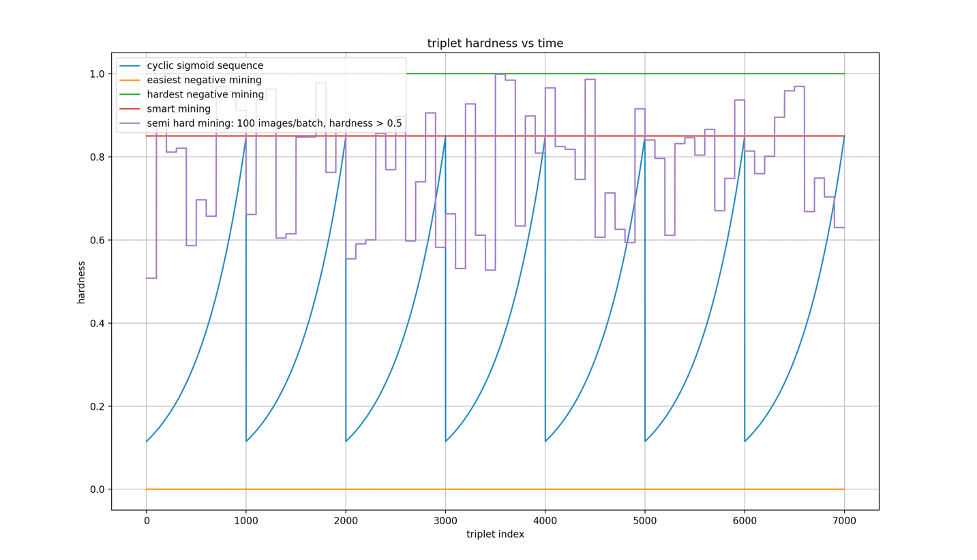 triplet hardness vs time
cyclic sigmoid sequence
easiest negative mining
hardest negative mining
smart mining
semi hard mining: 100 images/batch, hardness > 0.5
1.0
0.8
0.6
0.4
0.2
0.0
hardness
0 1000 2000 3000 4000 5000 6000 7000
triplet index